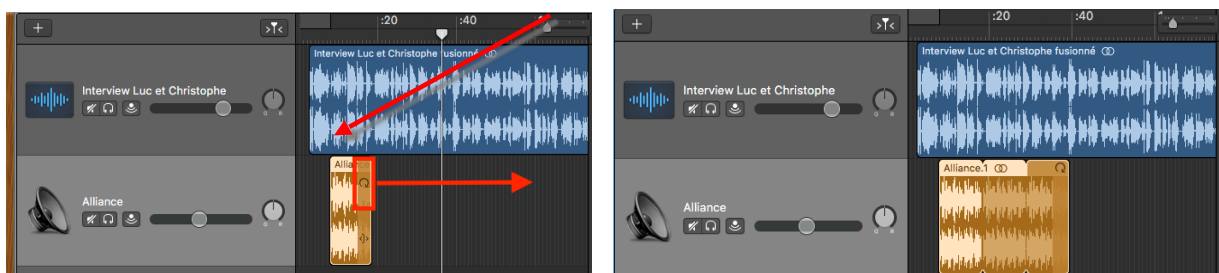 :20 :40
Interview Luc et Christophe fusionné
Interview Luc et Christophe
Allia
Alliance
:20 :40
Interview Luc et Christophe fusionné
Interview Luc et Christophe
Alliance.1
Alliance